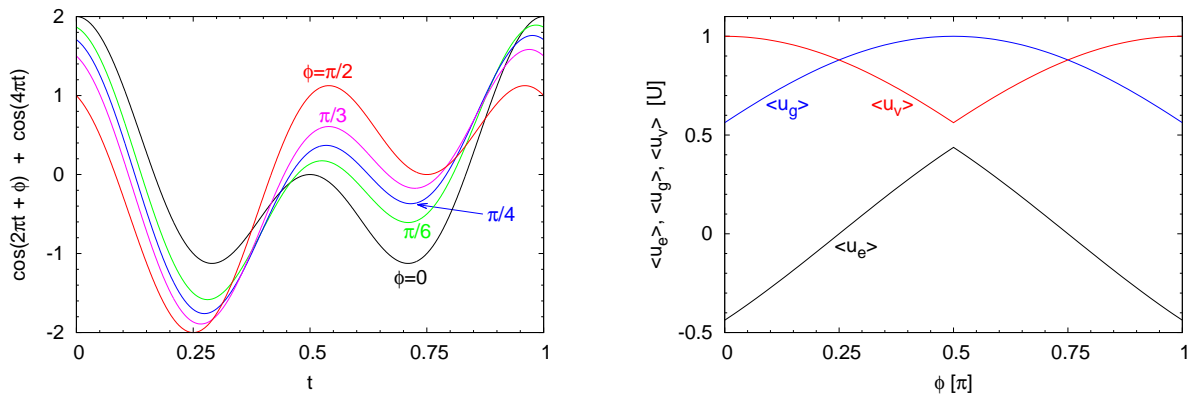 cos(2πt + ϕ) + cos(4πt)
2
1
0
-1
-2
0
0.25
0.5
0.75
1
t
ϕ=π/2
π/3
π/4
π/6
ϕ=0
<u_e>, <u_g>, <u_v> [U]
1
0.5
0
-0.5
0
0.25
0.5
0.75
1
ϕ [π]
<u_g>
<u_v>
<u_e>